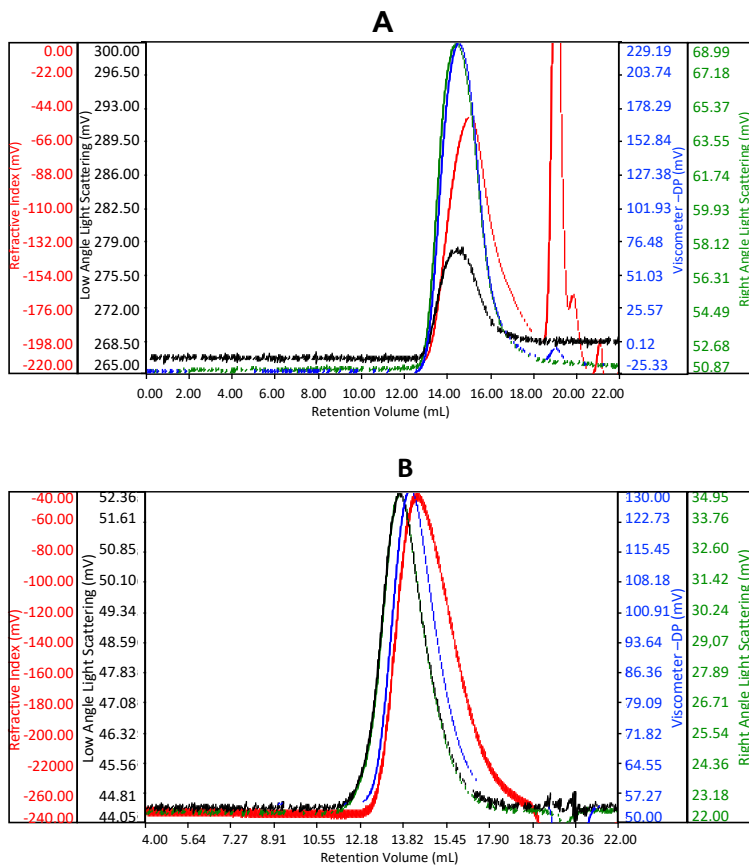 A
0.00 300.00 229.19 68.99
-22.00 296.50 203.74 67.18
-44.00 293.00 178.29 65.37
-66.00 289.50 152.84 63.55
-88.00 286.00 127.38 61.74
-110.00 282.50 101.93 59.93
-132.00 279.00 76.48 58.12
-154.00 275.50 51.03 56.31
-176.00 272.00 25.57 54.49
-198.00 268.50 0.12 52.68
-220.00 265.00 -25.33 50.87
Refractive Index (mV)
Low Angle Light Scattering (mV)
Viscometer –DP (mV)
Right Angle Light Scattering (mV)
0.00 2.00 4.00 6.00 8.00 10.00 12.00 14.00 16.00 18.00 20.00 22.00
Retention Volume (mL)
B
-40.00 52.36 130.00 34.95
-60.00 51.61 122.73 33.76
-80.00 50.85 115.45 32.60
-100.00 50.10 108.18 31.42
-120.00 49.34 100.91 30.24
-140.00 48.59 93.64 29,07
-160.00 47.83 86.36 27.89
-180.00 47.08 79.09 26.71
-200.00 46.32 71.82 25.54
-22000 45.56 64.55 24.36
-260.00 44.81 57.27 23.18
-240.00 44.05 50.00 22.00
Refractive Index (mV)
Low Angle Light Scattering (mV)
Viscometer –DP (mV)
Right Angle Light Scattering (mV)
4.00 5.64 7.27 8.91 10.55 12.18 13.82 15.45 17.90 18.73 20.36 22.00
Retention Volume (mL)